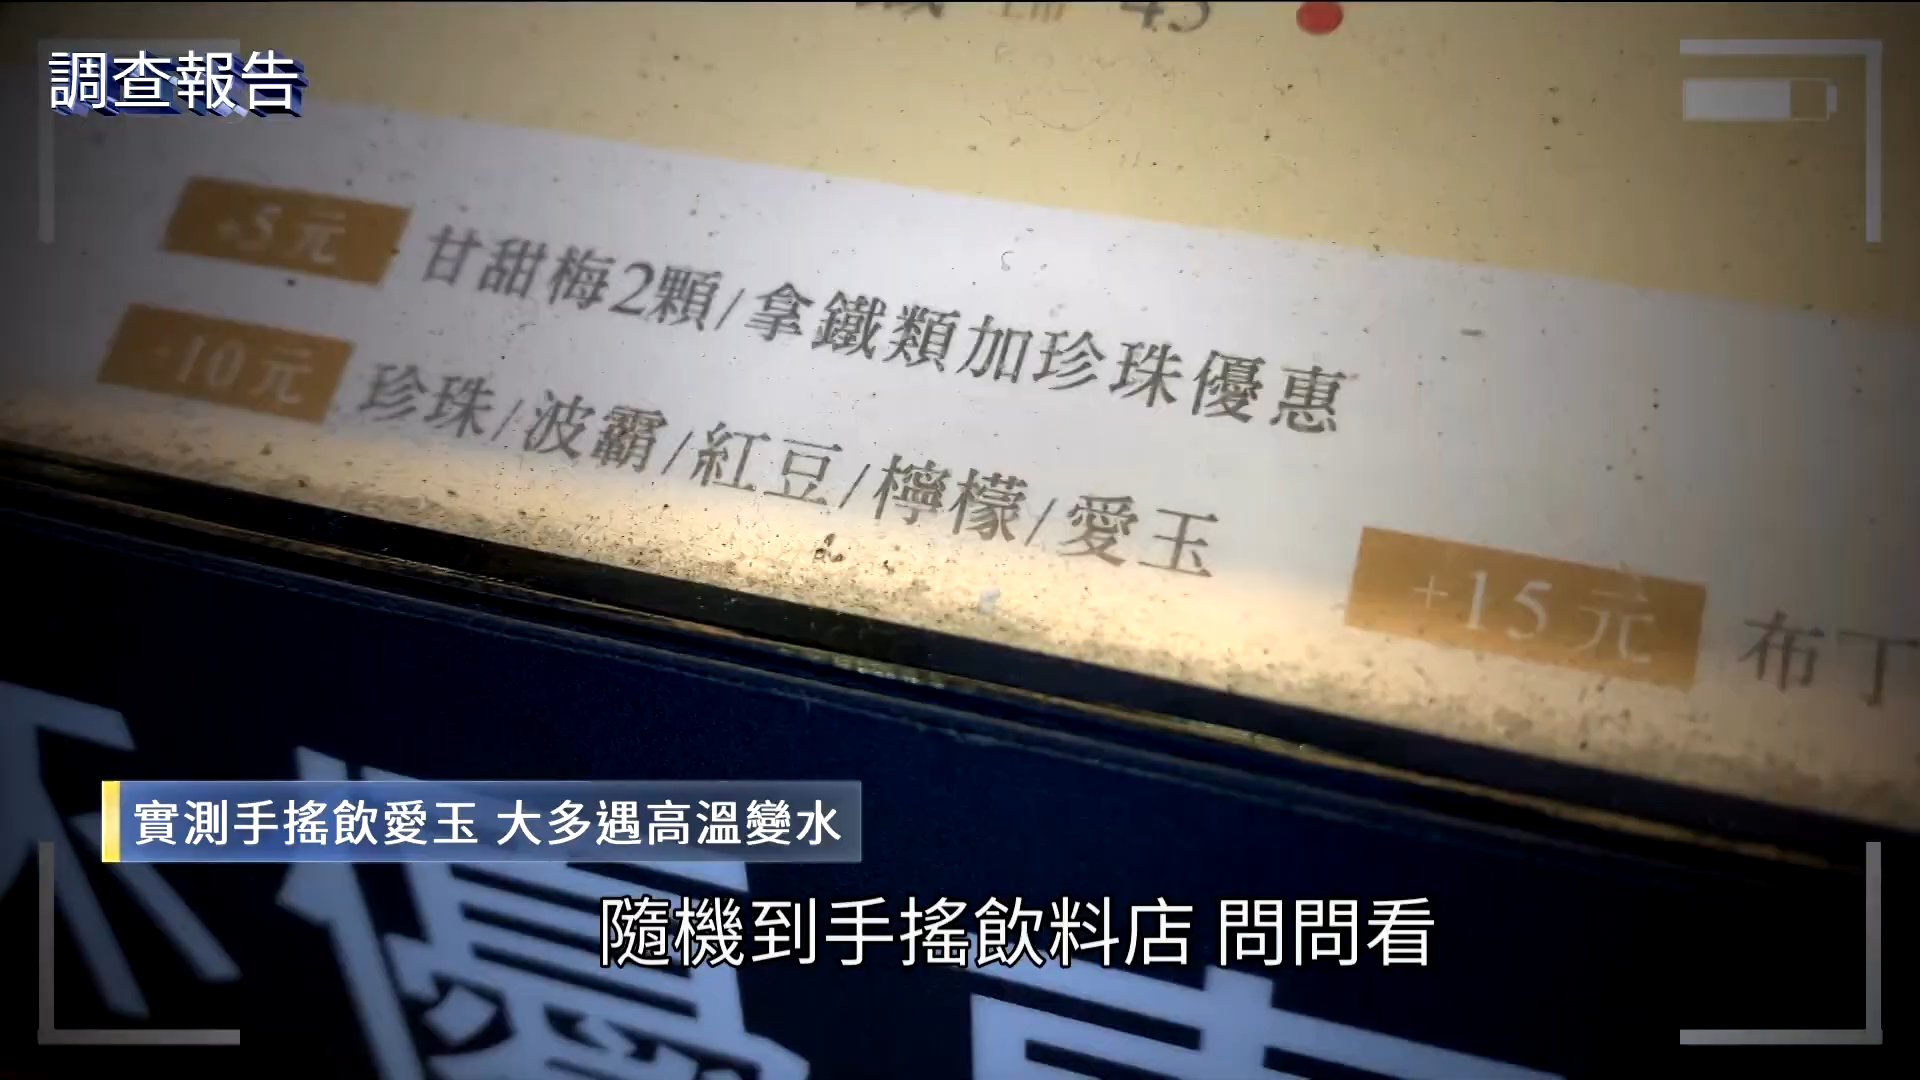 45
調查報告
+5元 甘甜梅2顆/拿鐵類加珍珠優惠
-10元 珍珠/波霸/紅豆/檸檬/愛玉
+15元 布丁
實測手搖飲愛玉 大多遇高溫變水
隨機到手搖飲料店 問問看